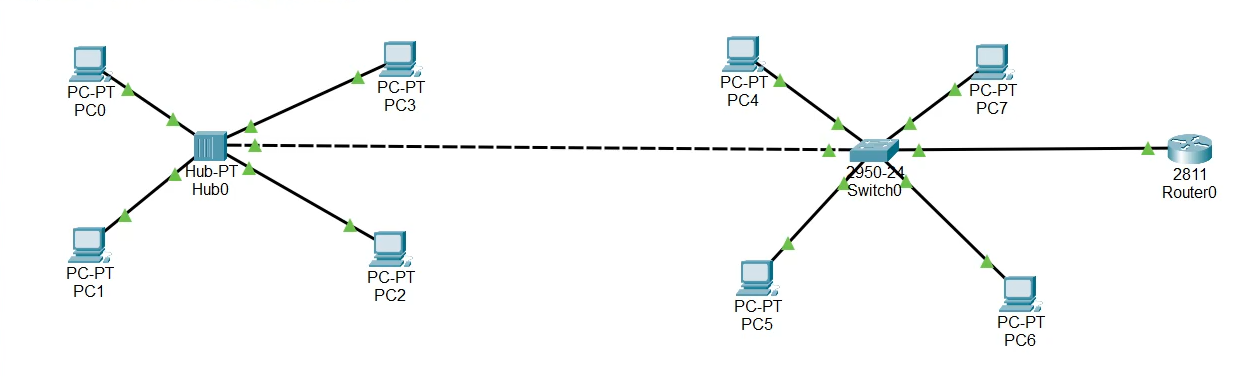 PC-PT
PC0
PC-PT
PC3
PC-PT
PC4
PC-PT
PC7
Hub-PT
Hub0
2950-24
Switch0
2811
Router0
PC-PT
PC1
PC-PT
PC2
PC-PT
PC5
PC-PT
PC6